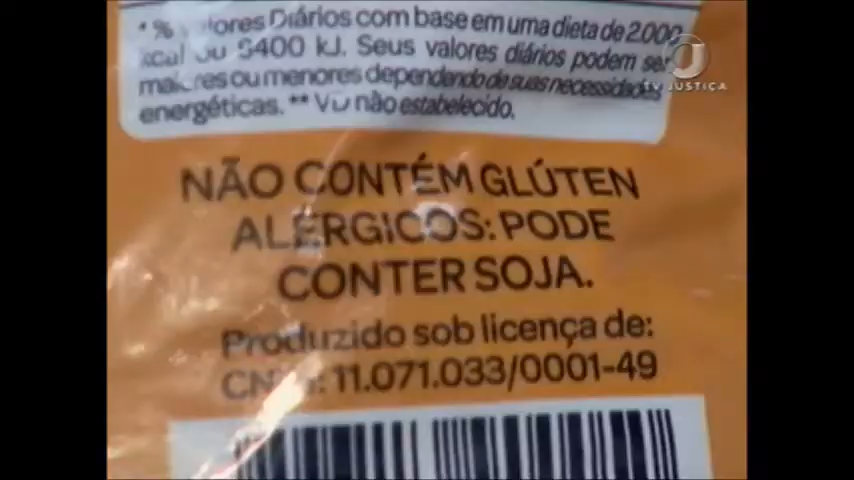 * % Valores Diários com base em uma dieta de 2.000
kcal ou 8400 kJ. Seus valores diários podem ser
maiores ou menores dependendo de suas necessidades
energéticas. ** VD não estabelecido.
J
TV JUSTIÇA
NÃO CONTÉM GLÚTEN
ALÉRGICOS: PODE
CONTER SOJA.
Produzido sob licença de:
CNPJ: 11.071.033/0001-49